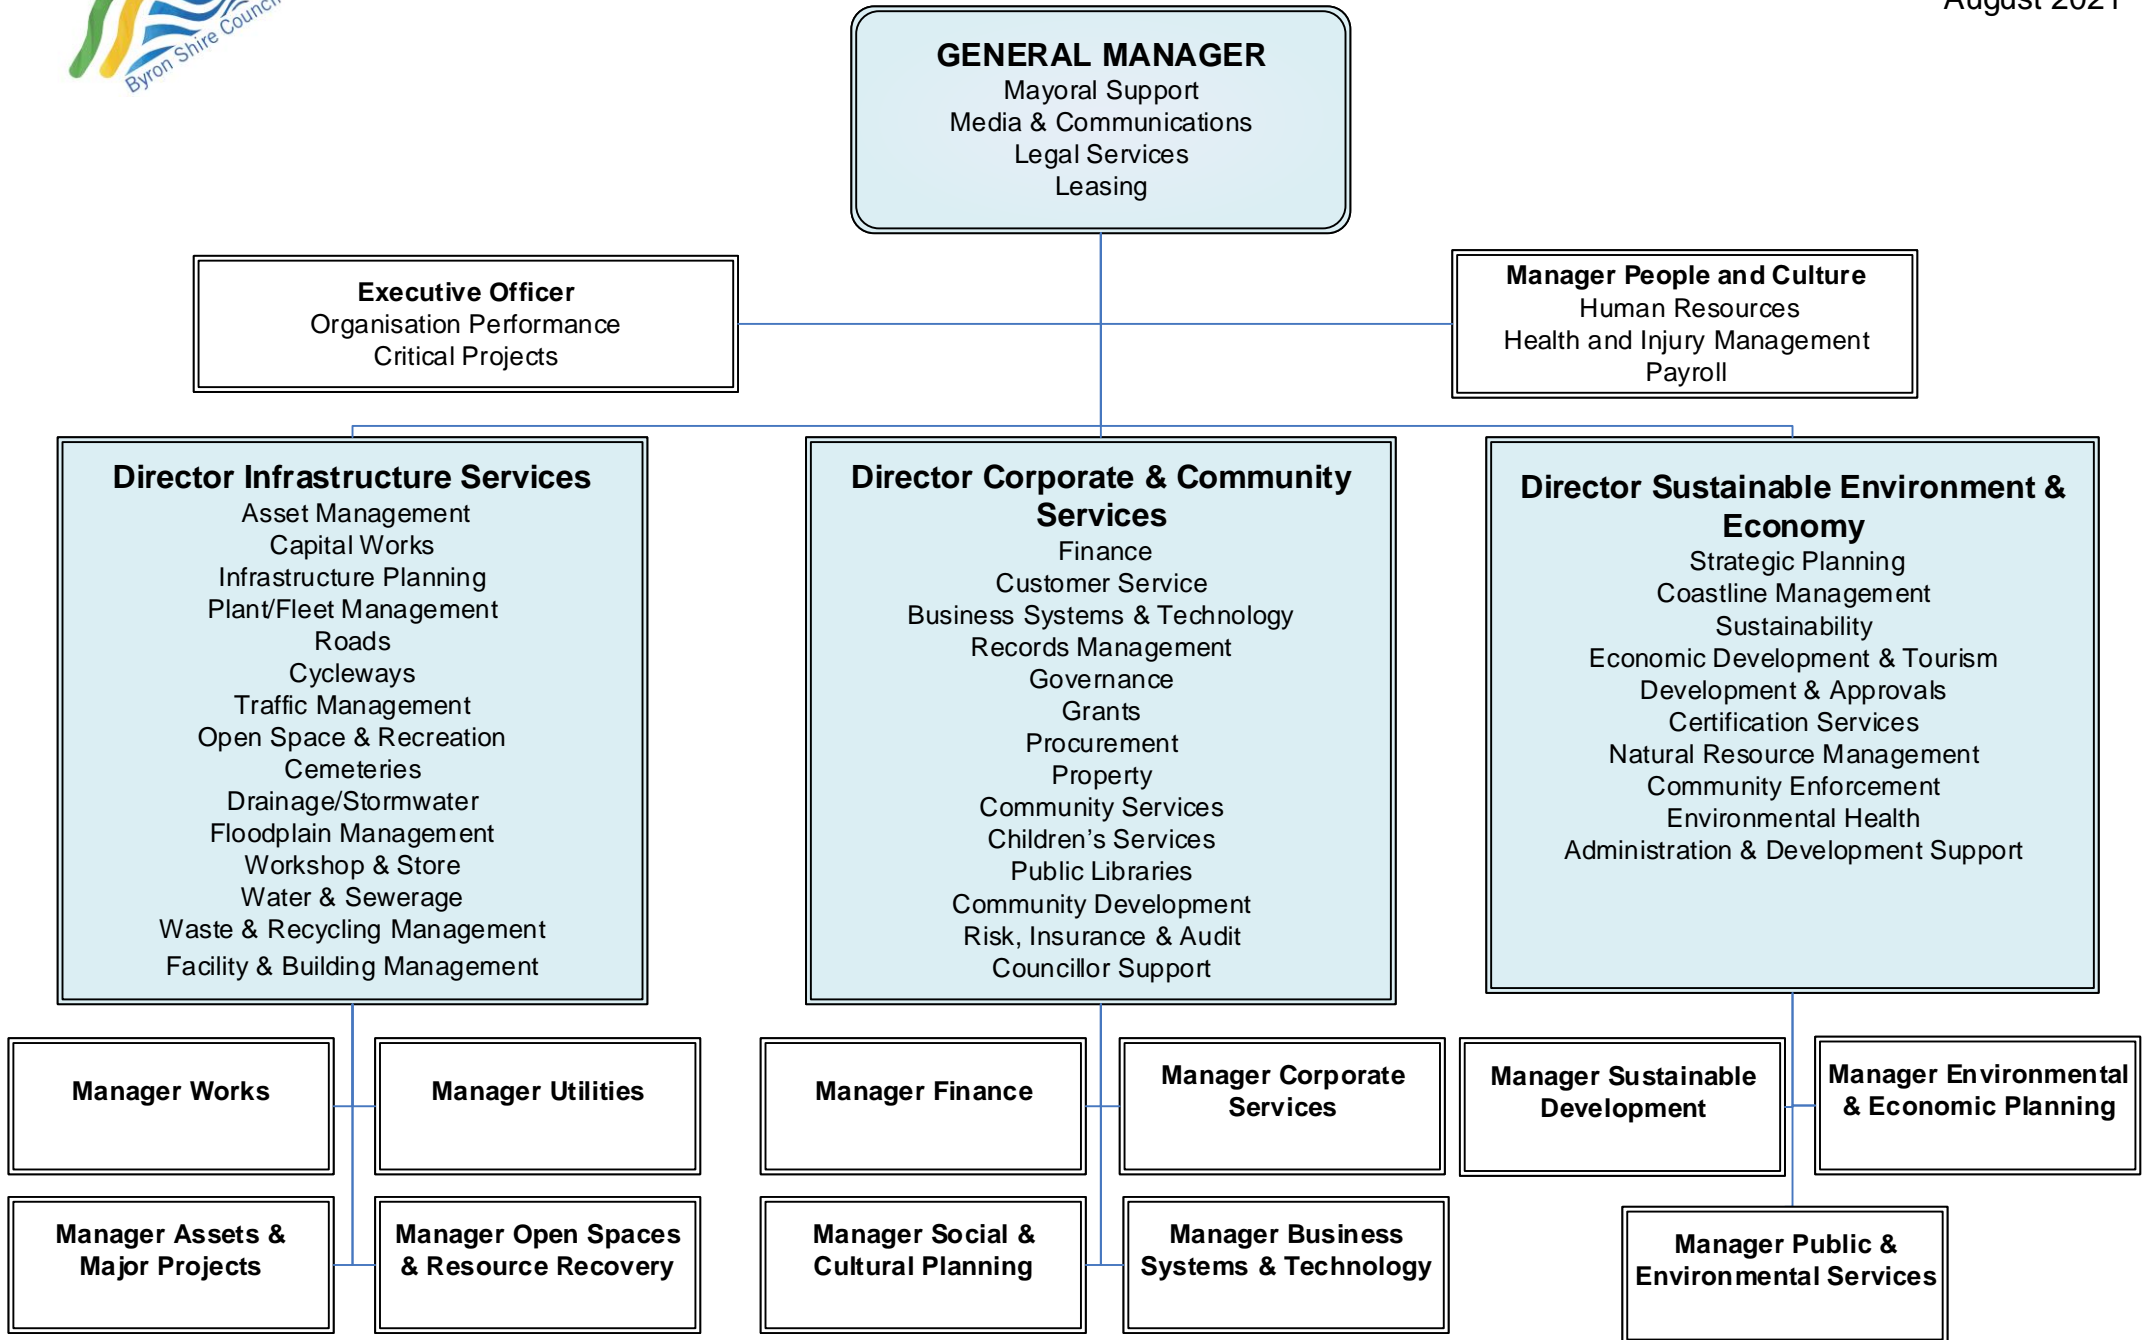 Byron Shire Council
August 2021
GENERAL MANAGER
Mayoral Support
Media & Communications
Legal Services
Leasing
Executive Officer
Organisation Performance
Critical Projects
Manager People and Culture
Human Resources
Health and Injury Management
Payroll
Director Infrastructure Services
Asset Management
Capital Works
Infrastructure Planning
Plant/Fleet Management
Roads
Cycleways
Traffic Management
Open Space & Recreation
Cemeteries
Drainage/Stormwater
Floodplain Management
Workshop & Store
Water & Sewerage
Waste & Recycling Management
Facility & Building Management
Director Corporate & Community
Services
Finance
Customer Service
Business Systems & Technology
Records Management
Governance
Grants
Procurement
Property
Community Services
Children’s Services
Public Libraries
Community Development
Risk, Insurance & Audit
Councillor Support
Director Sustainable Environment &
Economy
Strategic Planning
Coastline Management
Sustainability
Economic Development & Tourism
Development & Approvals
Certification Services
Natural Resource Management
Community Enforcement
Environmental Health
Administration & Development Support
Manager Works
Manager Utilities
Manager Assets &
Major Projects
Manager Open Spaces
& Resource Recovery
Manager Finance
Manager Corporate
Services
Manager Social &
Cultural Planning
Manager Business
Systems & Technology
Manager Sustainable
Development
Manager Environmental
& Economic Planning
Manager Public &
Environmental Services